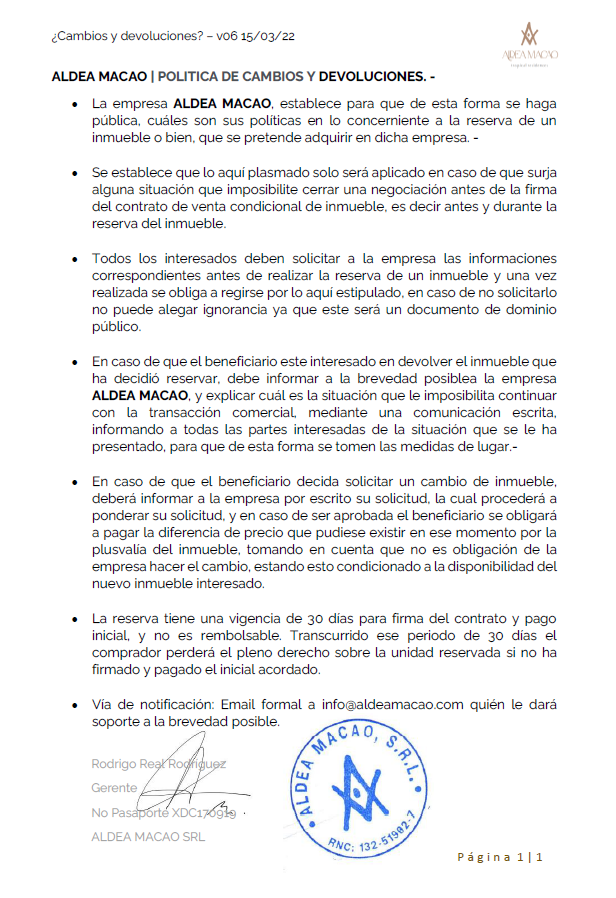 ¿Cambios y devoluciones? – v06 15/03/22
ALDEA MACAO
ALDEA MACAO | POLITICA DE CAMBIOS Y DEVOLUCIONES. -
• La empresa ALDEA MACAO, establece para que de esta forma se haga
pública, cuáles son sus políticas en lo concerniente a la reserva de un
inmueble o bien, que se pretende adquirir en dicha empresa. -
• Se establece que lo aquí plasmado solo será aplicado en caso de que surja
alguna situación que imposibilite cerrar una negociación antes de la firma
del contrato de venta condicional de inmueble, es decir antes y durante la
reserva del inmueble.
• Todos los interesados deben solicitar a la empresa las informaciones
correspondientes antes de realizar la reserva de un inmueble y una vez
realizada se obliga a regirse por lo aquí estipulado, en caso de no solicitarlo
no puede alegar ignorancia ya que este será un documento de dominio
público.
• En caso de que el beneficiario este interesado en devolver el inmueble que
ha decidió reservar, debe informar a la brevedad posiblea la empresa
ALDEA MACAO, y explicar cuál es la situación que le imposibilita continuar
con la transacción comercial, mediante una comunicación escrita,
informando a todas las partes interesadas de la situación que se le ha
presentado, para que de esta forma se tomen las medidas de lugar.-
• En caso de que el beneficiario decida solicitar un cambio de inmueble,
deberá informar a la empresa por escrito su solicitud, la cual procederá a
ponderar su solicitud, y en caso de ser aprobada el beneficiario se obligará
a pagar la diferencia de precio que pudiese existir en ese momento por la
plusvalía del inmueble, tomando en cuenta que no es obligación de la
empresa hacer el cambio, estando esto condicionado a la disponibilidad del
nuevo inmueble interesado.
• La reserva tiene una vigencia de 30 días para firma del contrato y pago
inicial, y no es rembolsable. Transcurrido ese periodo de 30 días el
comprador perderá el pleno derecho sobre la unidad reservada si no ha
firmado y pagado el inicial acordado.
• Vía de notificación: Email formal a info@aldeamacao.com quién le dará
soporte a la brevedad posible.
Rodrigo Real Rodriguez
Gerente
No Pasaporte XDC170919
ALDEA MACAO SRL
ALDEA MACAO, S.R.L.
RNC: 132-51982-7
Página 1 | 1